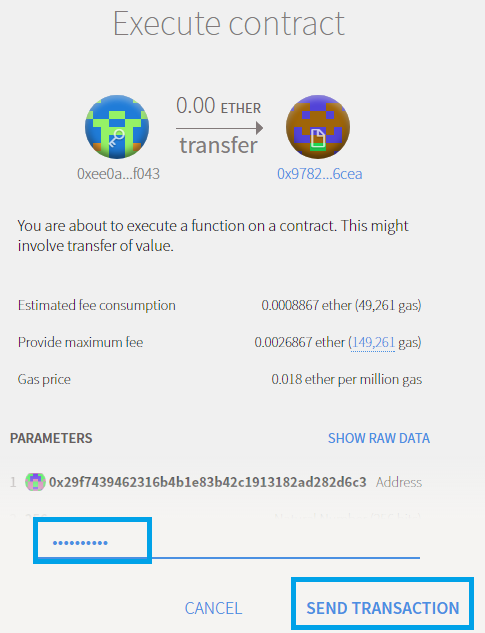 Execute contract
0.00 ETHER
transfer
0xee0a...f043
0x9782...6cea
You are about to execute a function on a contract. This might
involve transfer of value.
Estimated fee consumption 0.0008867 ether (49,261 gas)
Provide maximum fee 0.0026867 ether (149,261 gas)
Gas price 0.018 ether per million gas
PARAMETERS SHOW RAW DATA
1 0x29f7439462316b4b1e83b42c1913182ad282d6c3 Address
••••••••••
CANCEL SEND TRANSACTION